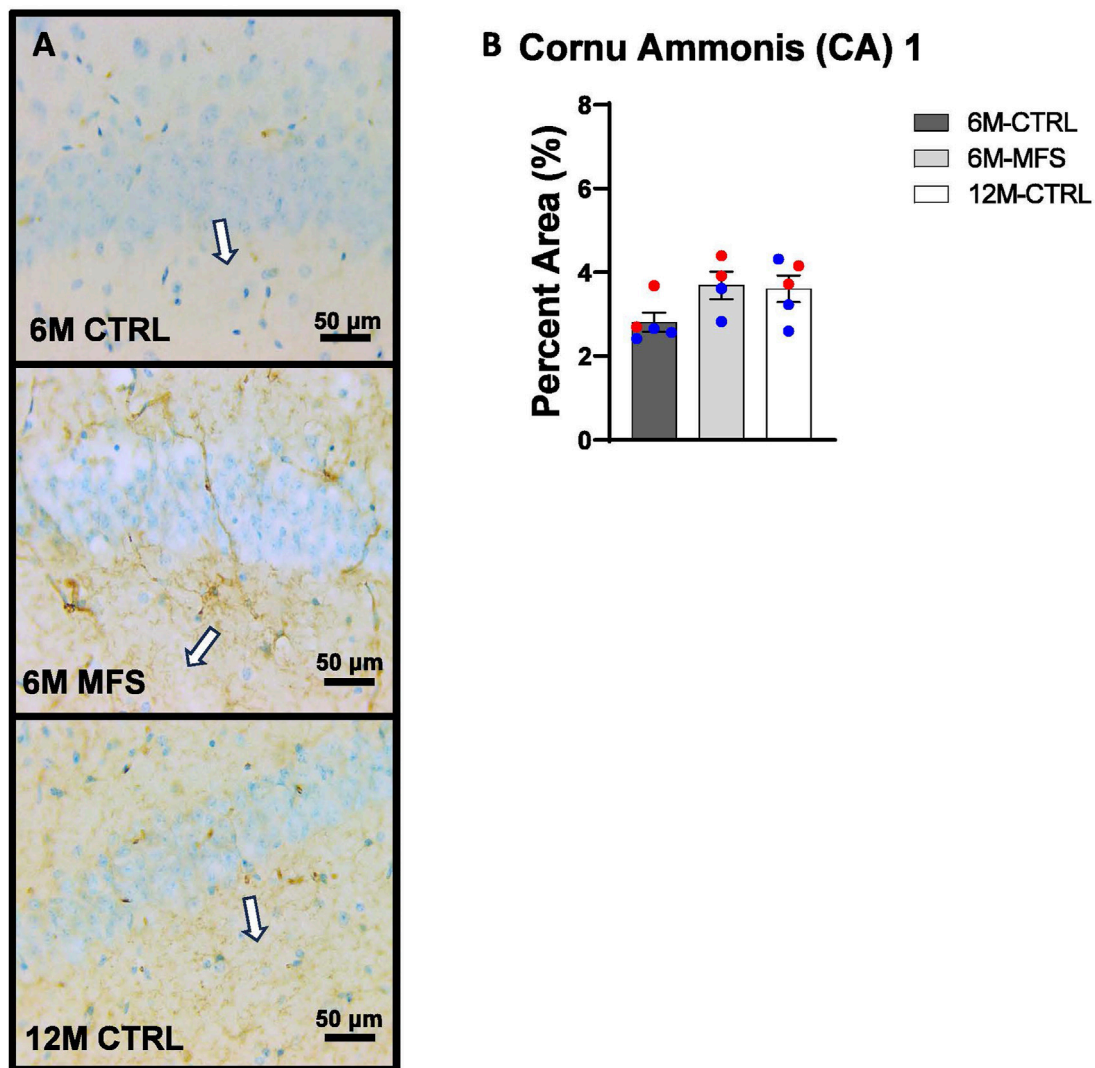 A
50 µm
6M CTRL
50 µm
6M MFS
50 µm
12M CTRL
B Cornu Ammonis (CA) 1
Percent Area (%)
8
6
4
2
0
6M-CTRL
6M-MFS
12M-CTRL